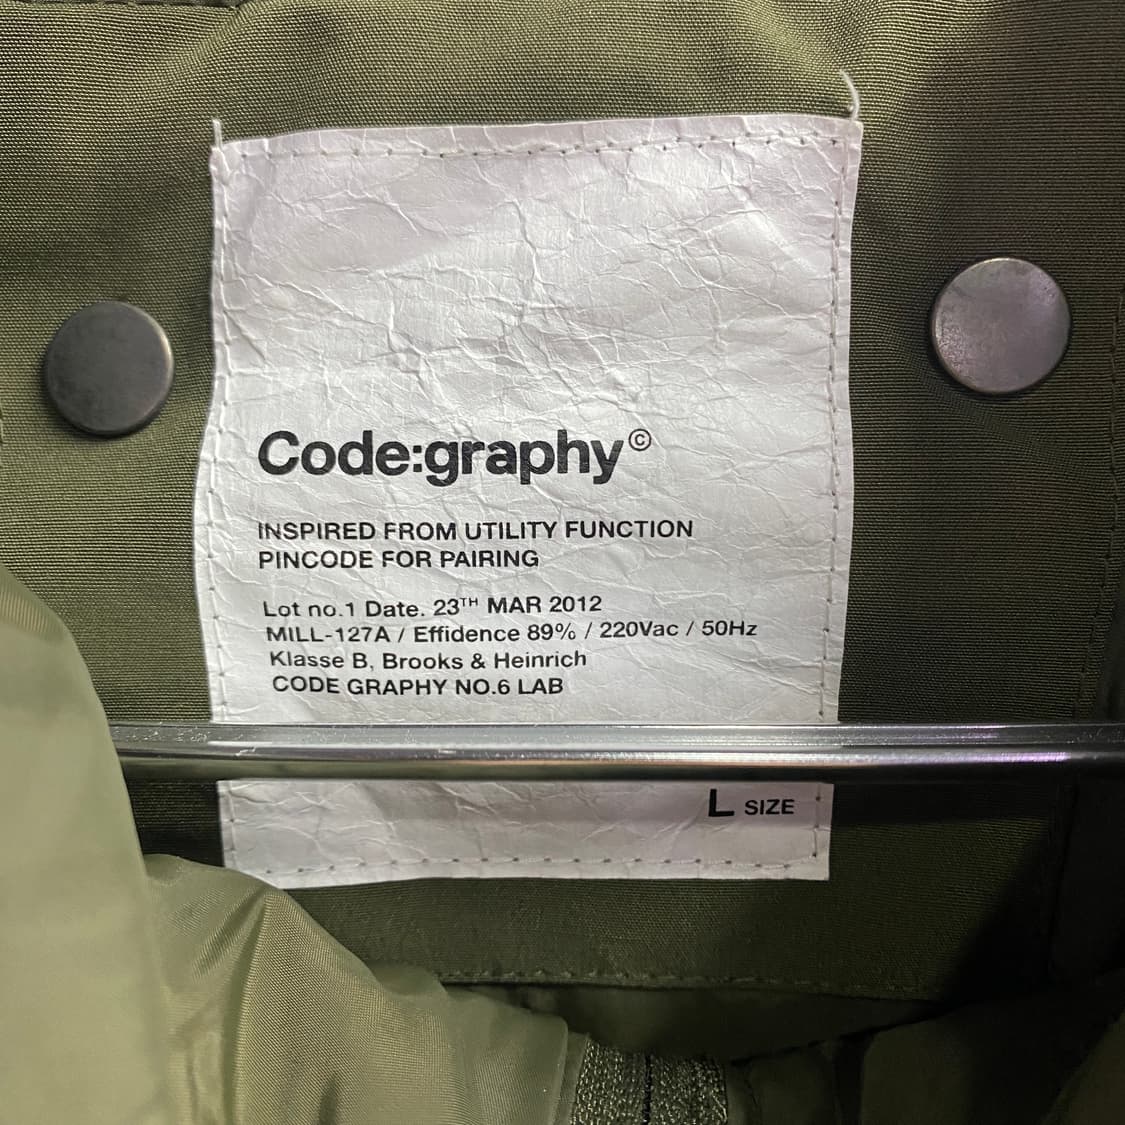 Code:graphy©
INSPIRED FROM UTILITY FUNCTION
PINCODE FOR PAIRING
Lot no.1 Date. 23TH MAR 2012
MILL-127A / Effidence 89% / 220Vac / 50Hz
Klasse B, Brooks & Heinrich
CODE GRAPHY NO.6 LAB
L SIZE